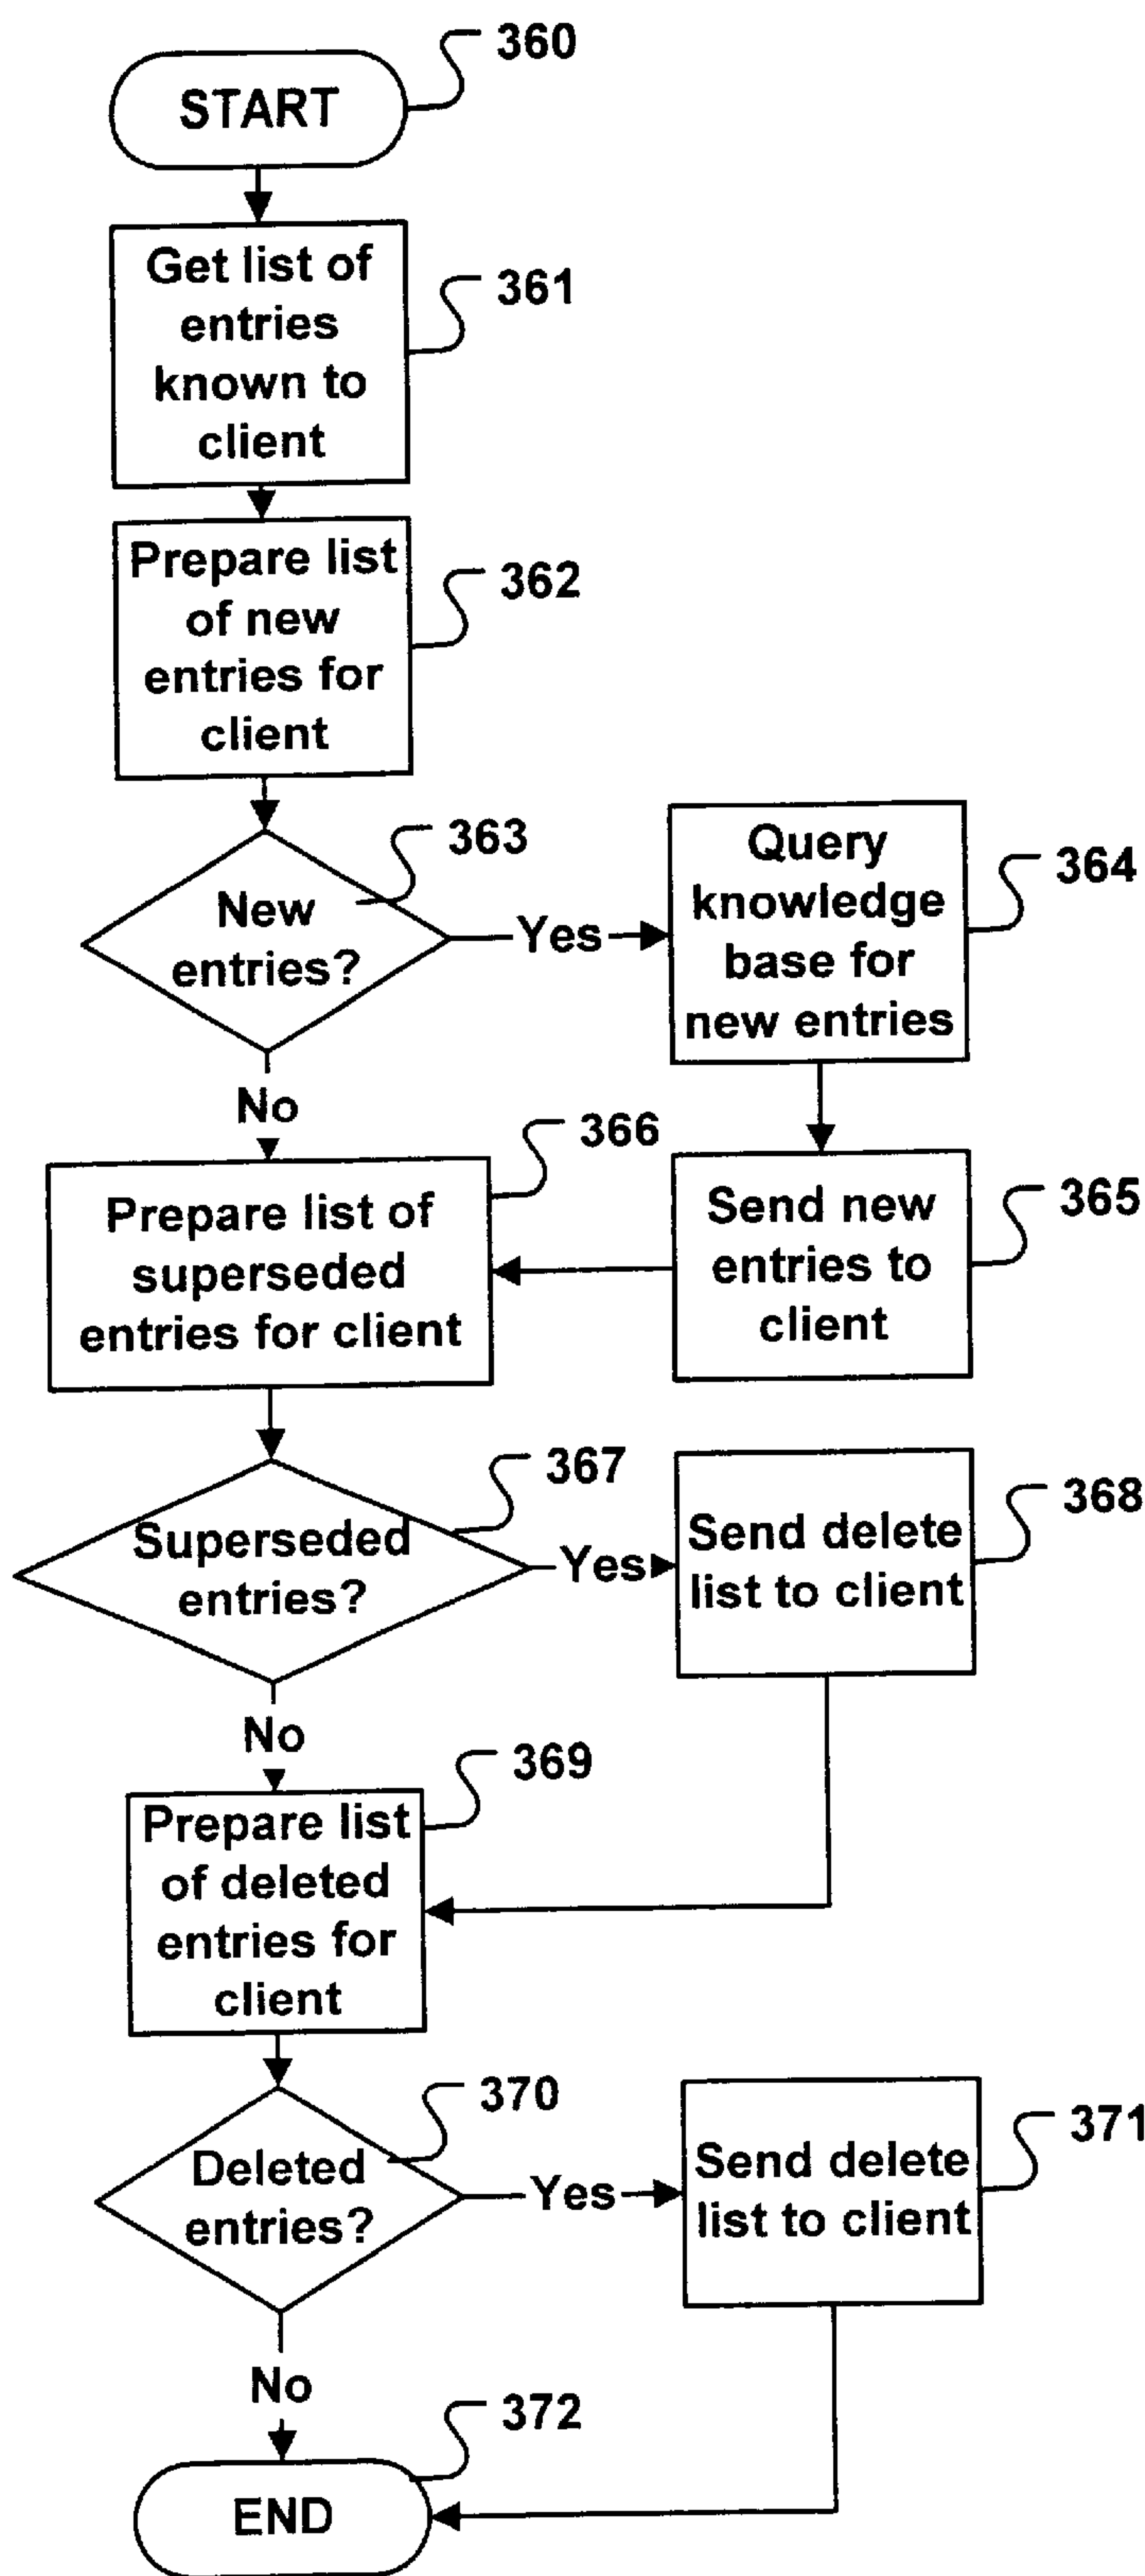 360
START
Get list of
entries
known to
client
361
Prepare list
of new
entries for
client
362
363
New
entries?
Yes
No
Query
knowledge
base for
new entries
364
Send new
entries to
client
365
366
Prepare list of
superseded
entries for client
367
Superseded
entries?
Yes
No
Send delete
list to client
368
369
Prepare list
of deleted
entries for
client
370
Deleted
entries?
Yes
No
Send delete
list to client
371
372
END